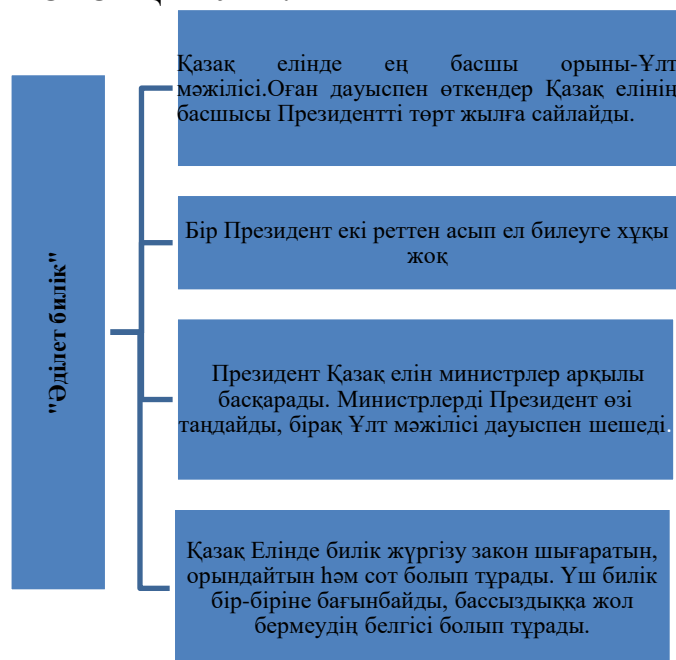 "Әділет билік"
Қазақ елінде ең басшы орыны-Ұлт
мәжілісі.Оған дауыспен өткендер Қазақ елінің
басшысы Президентті төрт жылға сайлайды.
Бір Президент екі реттен асып ел билеуге хұқы
жоқ
Президент Қазақ елін министрлер арқылы
басқарады. Министрлерді Президент өзі
таңдайды, бірақ Ұлт мәжілісі дауыспен шешеді.
Қазақ Елінде билік жүргізу закон шығаратын,
орындайтын һәм сот болып тұрады. Үш билік
бір-біріне бағынбайды, бассыздыққа жол
бермеудің белгісі болып тұрады.